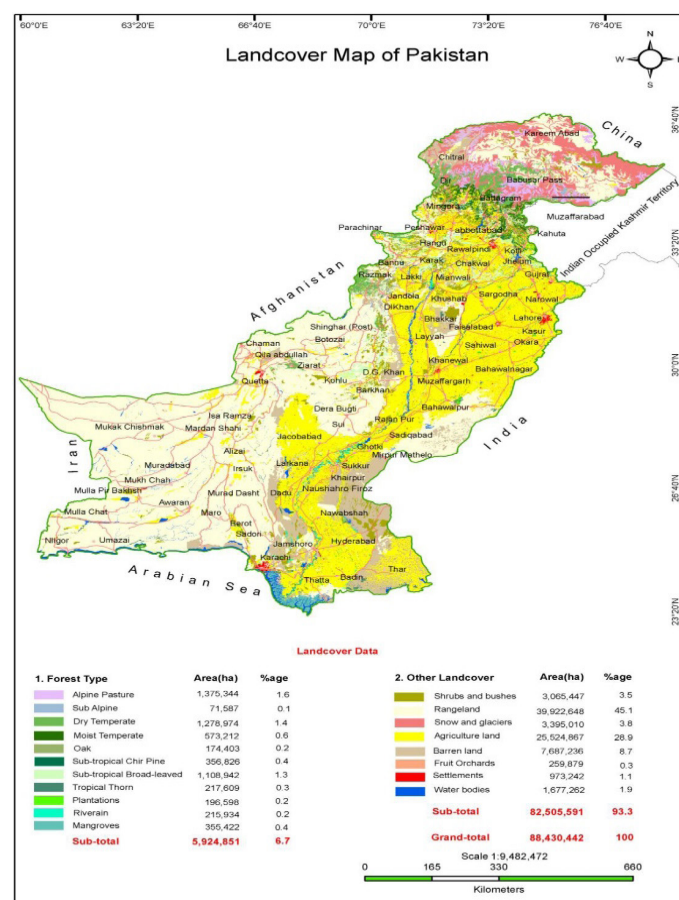 60°0'E 63°20'E 66°40'E 70°0'E 73°20'E 76°40'E
Landcover Map of Pakistan
N
W
S
36°40'N
33°20'N
30°0'N
26°40'N
23°20'N
China
Kareem Abad
Chitral
Babusar Pass
Dir
Battagram
Mingora
Muzaffarabad
Indian Occupied Kashmir Territory
Parachinar
Peshawar
abbottabad
Kahuta
Hangu
Rawalpindi
Kotli
Karak
Chakwal
Jhelum
Bannu
Afghanistan
Razmak
Lakki
Mianwali
Gujrat
Jandola
Khushab
Sargodha
Narowal
DIKhan
Bhakkar
Faisalabad
Lahore
Shinghar (Post)
Layyah
Kasur
Botozai
Chaman
Sahiwal
Okara
Qila abdullah
Ziarat
Khanewal
D.G. Khan
Bahawalnagar
Quetta
Kohlu
Muzaffargarh
Barkhan
Dera Bugti
Bahawalpur
Isa Ramza
Rajan Pur
Sui
Mukak Chishmak
Mardan Shahi
Sadiqabad
India
Jacobabad
Ghotki
Alizai
Mirpur Mathelo
Iran
Muradabad
Larkana
Sukkur
Irsuk
Mukh Chah
Khairpur
Mulla Pir Bakhsh
Murad Dasht
Dadu
Naushahro Firoz
Awaran
Mulla Chat
Maro
Nawabshah
Berot
Nligor
Umazai
Sadori
Jamshoro
Hyderabad
Karachi
Arabian Sea
Thatta
Badin
Thar
Landcover Data
1. Forest Type Area(ha) %age
Alpine Pasture 1,375,344 1.6
Sub Alpine 71,587 0.1
Dry Temperate 1,278,974 1.4
Moist Temperate 573,212 0.6
Oak 174,403 0.2
Sub-tropical Chir Pine 356,826 0.4
Sub-tropical Broad-leaved 1,108,942 1.3
Tropical Thorn 217,609 0.3
Plantations 196,598 0.2
Riverain 215,934 0.2
Mangroves 355,422 0.4
Sub-total 5,924,851 6.7
2. Other Landcover Area(ha) %age
Shrubs and bushes 3,065,447 3.5
Rangeland 39,922,648 45.1
Snow and glaciers 3,395,010 3.8
Agriculture land 25,524,867 28.9
Barren land 7,687,236 8.7
Fruit Orchards 259,879 0.3
Settlements 973,242 1.1
Water bodies 1,677,262 1.9
Sub-total 82,505,591 93.3
Grand-total 88,430,442 100
Scale 1:9,482,472
0 165 330 660
Kilometers